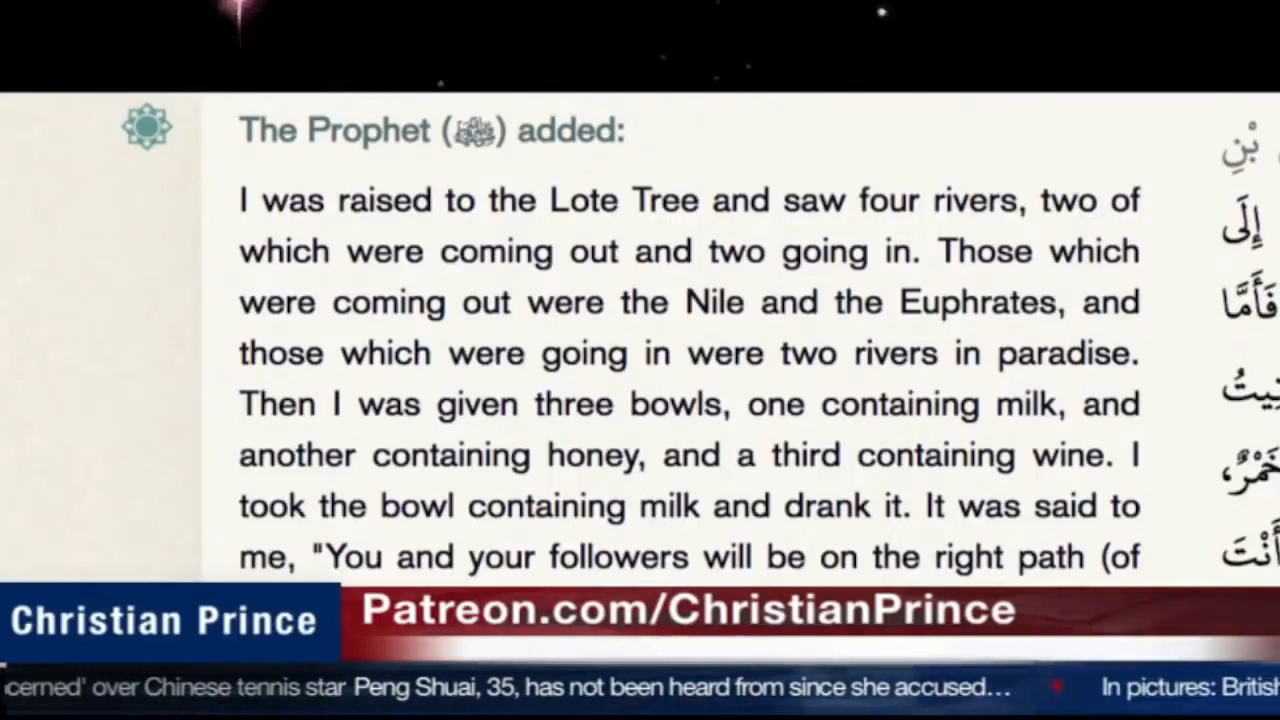 The Prophet (ﷺ) added:
I was raised to the Lote Tree and saw four rivers, two of
which were coming out and two going in. Those which
were coming out were the Nile and the Euphrates, and
those which were going in were two rivers in paradise.
Then I was given three bowls, one containing milk, and
another containing honey, and a third containing wine. I
took the bowl containing milk and drank it. It was said to
me, "You and your followers will be on the right path (of
بْنِ
إِلَى
فَأَمَّا
خَمْرٌ،
Christian Prince
Patreon.com/ChristianPrince
cerned' over Chinese tennis star Peng Shuai, 35, has not been heard from since she accused... In pictures: British